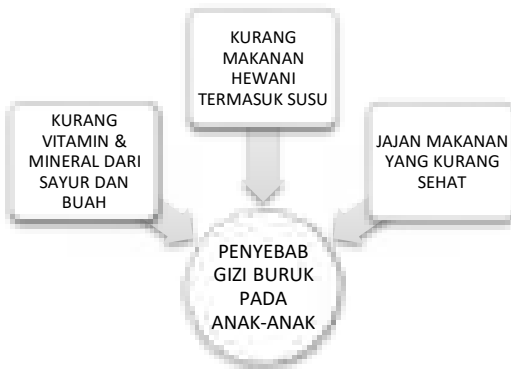 KURANG
MAKANAN
HEWANI
TERMASUK SUSU
KURANG
VITAMIN &
MINERAL DARI
SAYUR DAN
BUAH
JAJAN MAKANAN
YANG KURANG
SEHAT
PENYEBAB
GIZI BURUK
PADA
ANAK-ANAK